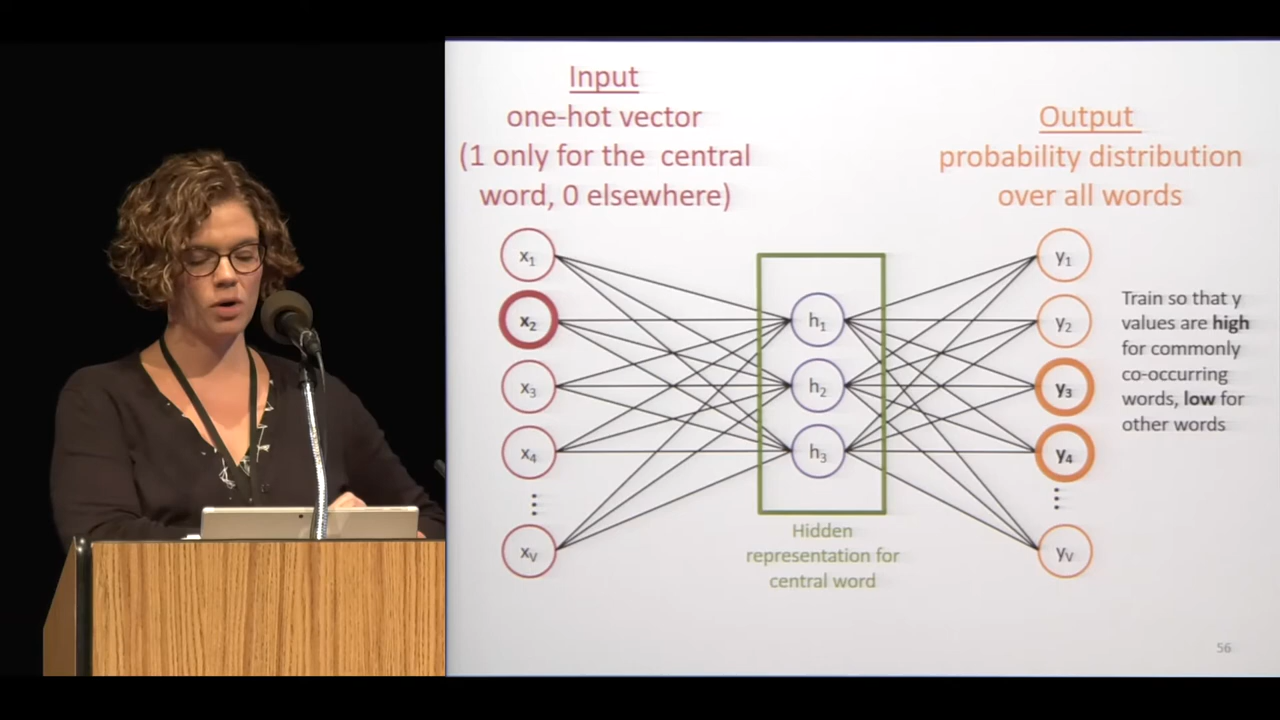 Input
one-hot vector
(1 only for the central
word, 0 elsewhere)
Output
probability distribution
over all words
x1
x2
x3
x4
⋮
xV
h1
h2
h3
y1
y2
y3
y4
⋮
yV
Train so that y
values are high
for commonly
co-occurring
words, low for
other words
Hidden
representation for
central word
56